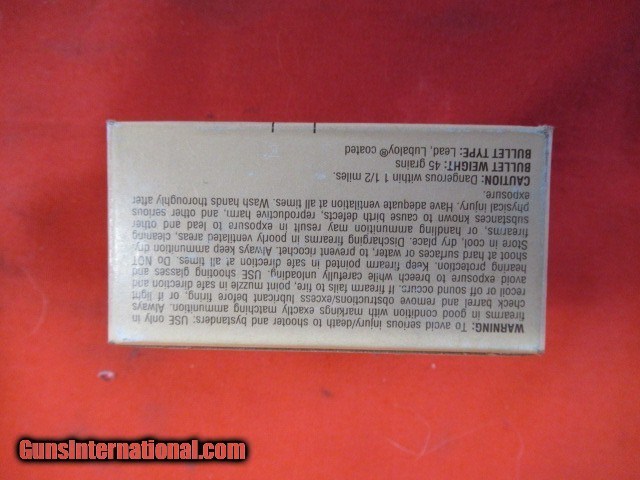 WARNING: To avoid serious injury/death to shooter and bystanders: USE only in
firearms in good condition with markings exactly matching ammunition. Always
check barrel and remove obstruction/excess lubricant before firing, or if light
recoil or off sound occurs. If firearm fails to fire, point muzzle in safe direction and
avoid exposure to breech while carefully unloading. USE shooting glasses and
hearing protection. Keep firearm pointed in safe direction at all times. Do NOT
shoot at hard surfaces or water, to prevent ricochet. Always keep ammunition dry.
Store in cool, dry place. Discharging firearms in poorly ventilated areas, cleaning
firearms, or handling ammunition may result in exposure to lead and other
substances known to cause birth defects, reproductive harm, and other serious
physical injury. Have adequate ventilation at all times. Wash hands thoroughly after
exposure.
CAUTION: Dangerous within 1 1/2 miles.
BULLET WEIGHT: 45 grains
BULLET TYPE: Lead, Lubaloy® coated
GunsInternational.com